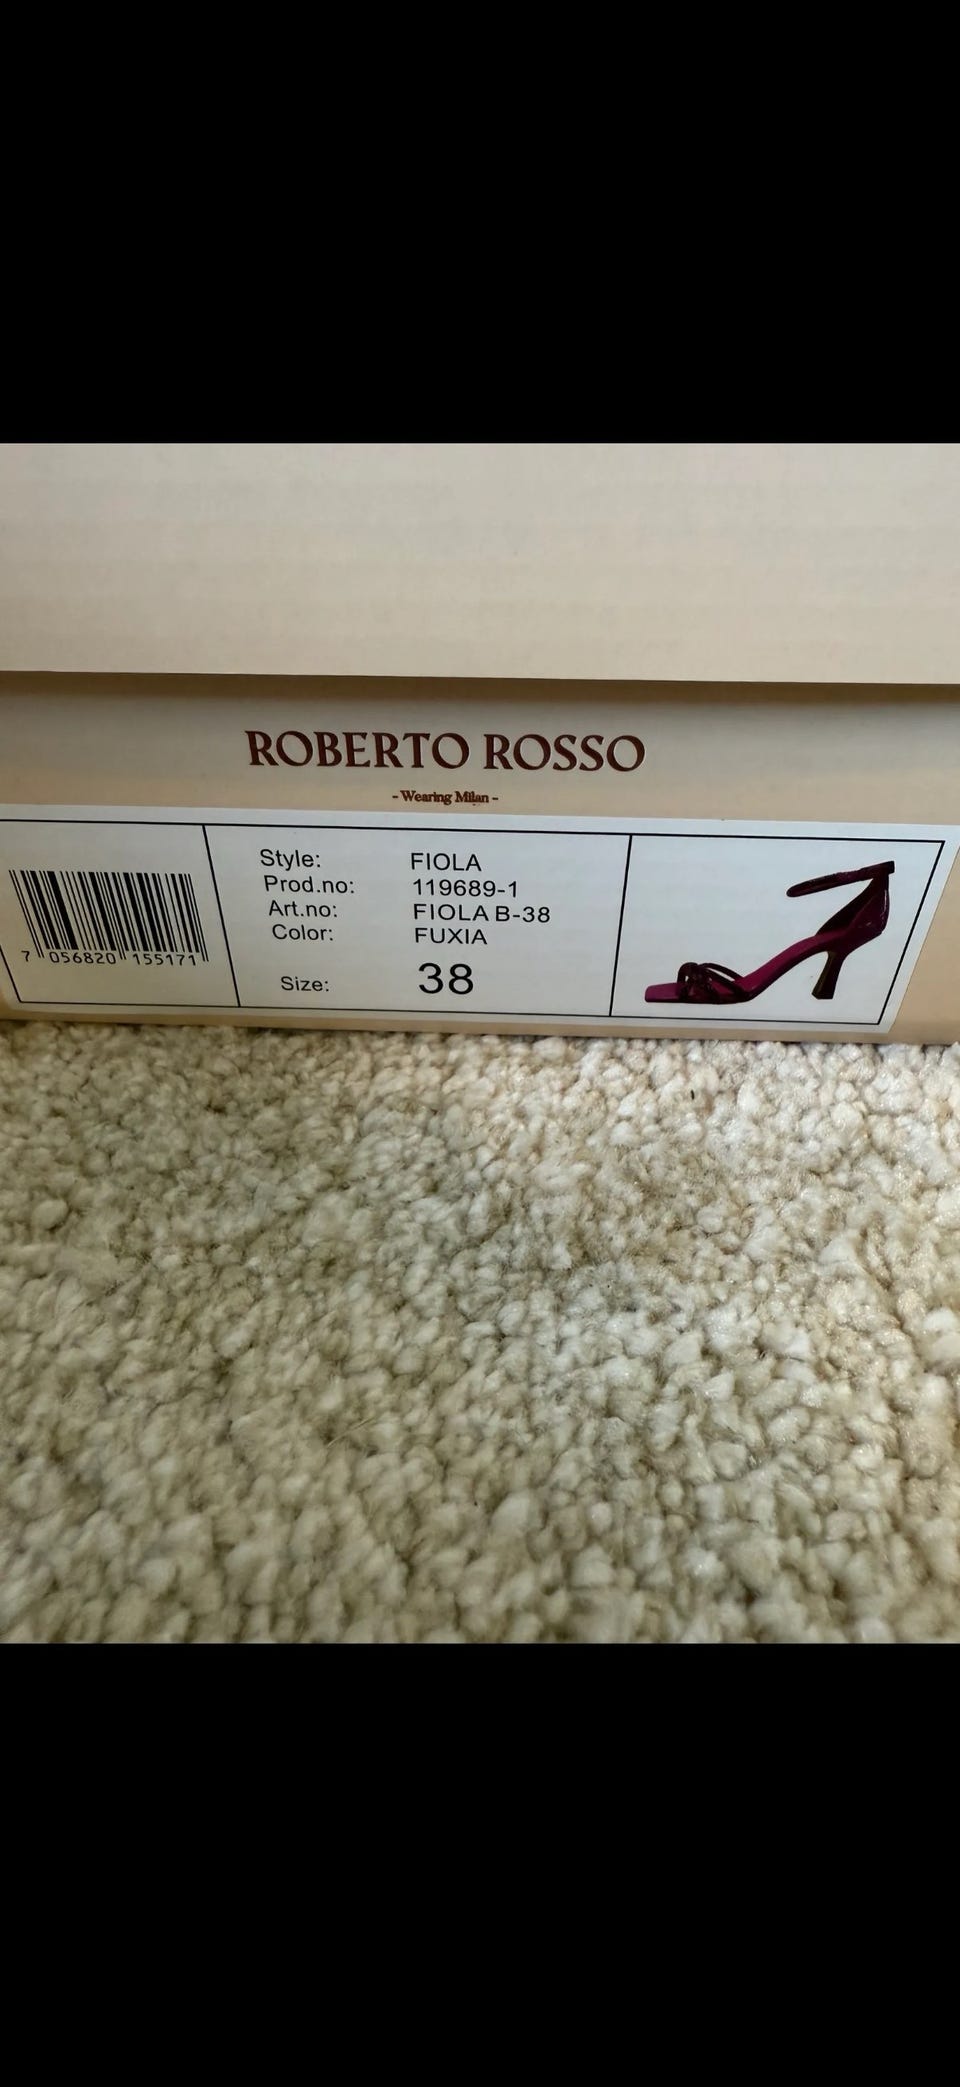 ROBERTO ROSSO
- Wearing Milan -
Style: FIOLA
Prod.no: 119689-1
Art.no: FIOLA B-38
Color: FUXIA
Size: 38
7 056820 155171